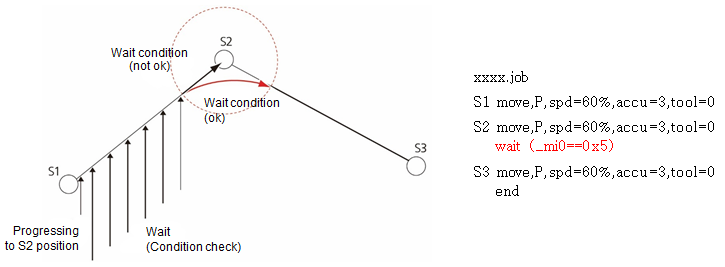 S2
Wait condition
(not ok)
Wait condition
(ok)
S1
S3
Progressing
to S2 position
Wait
(Condition check)
xxxx.job
S1 move,P,spd=60%,accu=3,tool=0
S2 move,P,spd=60%,accu=3,tool=0
wait (_mi0==0x5)
S3 move,P,spd=60%,accu=3,tool=0
end